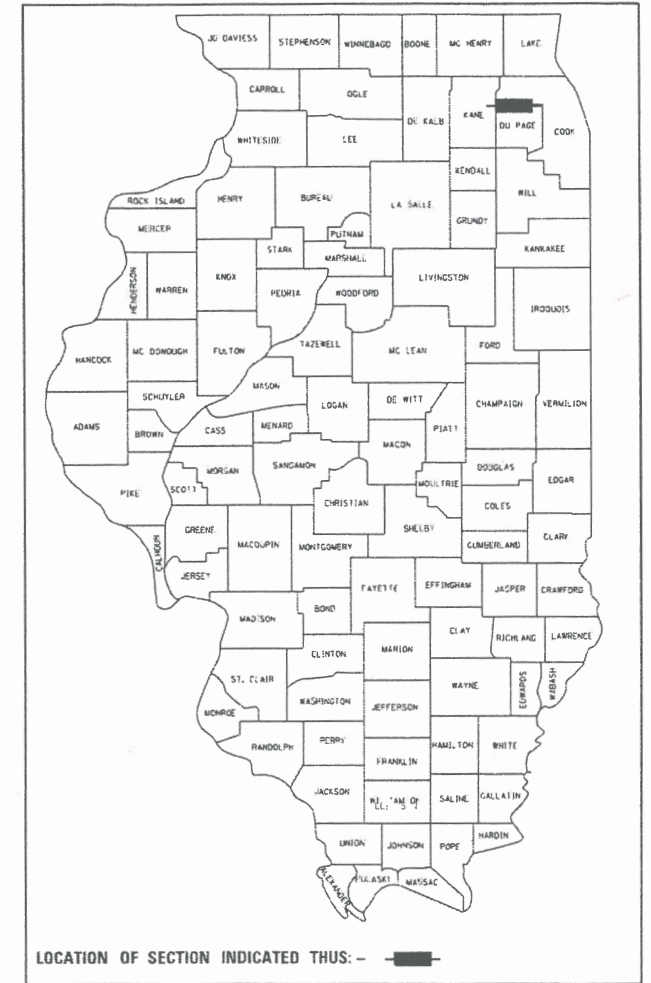 JO DAVIESS STEPHENSON WINNEBAGO BOONE MC HENRY LAKE
CARROLL OGLE
DE KALB KANE DU PAGE COOK
WHITESIDE LEE
KENDALL
ROCK ISLAND HENRY BUREAU LA SALLE WILL
GRUNDY
MERCER PUTNAM
STARK MARSHALL KANKAKEE
HENDERSON WARREN KNOX PEORIA WOODFORD LIVINGSTON
IROQUOIS
HANCOCK MC DONOUGH FULTON TAZEWELL MC LEAN FORD
MASON
SCHUYLER LOGAN DE WITT CHAMPAIGN VERMILION
ADAMS BROWN CASS MENARD PIATT
MACON
PIKE SCOTT MORGAN SANGAMON DOUGLAS EDGAR
MOULTRIE
CHRISTIAN COLES
CALHOUN GREENE SHELBY
MACOUPIN MONTGOMERY CUMBERLAND CLARK
JERSEY FAYETTE EFFINGHAM JASPER CRAWFORD
MADISON BOND
CLAY RICHLAND LAWRENCE
CLINTON MARION
ST. CLAIR WAYNE EDWARDS WABASH
WASHINGTON JEFFERSON
MONROE
RANDOLPH PERRY HAMILTON WHITE
FRANKLIN
JACKSON SALINE GALLATIN
UNION JOHNSON POPE HARDIN
ALEXANDER PULASKI MASSAC
LOCATION OF SECTION INDICATED THUS: -